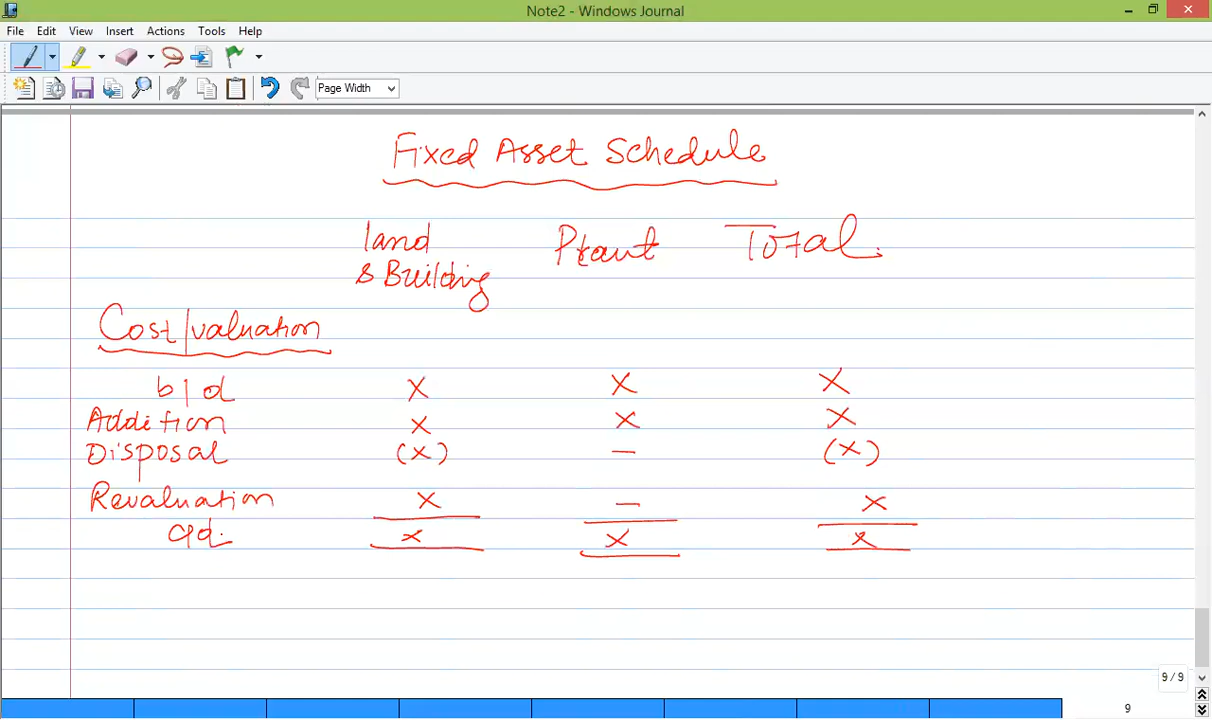 Note2 - Windows Journal
File Edit View Insert Actions Tools Help
Page Width
Fixed Asset Schedule
land Plant Total
& Building
Cost/valuation
b/d X X X
Addition X X X
Disposal (X) - (X)
Revaluation X - X
c/d. X X X
9 / 9
9